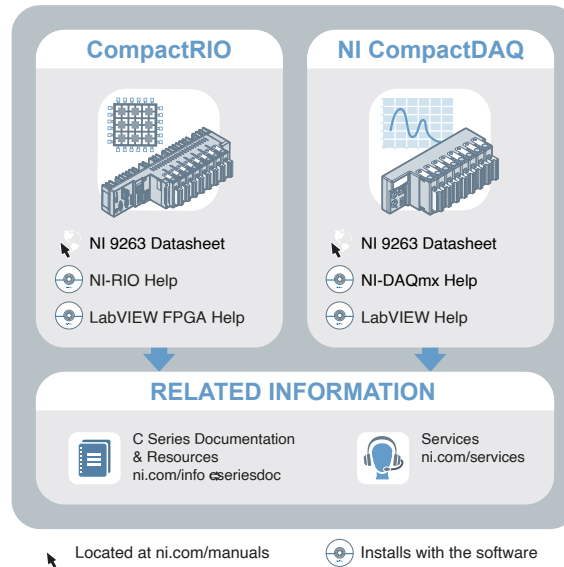 CompactRIO
NI 9263 Datasheet
NI-RIO Help
LabVIEW FPGA Help
NI CompactDAQ
NI 9263 Datasheet
NI-DAQmx Help
LabVIEW Help
RELATED INFORMATION
C Series Documentation
& Resources
ni.com/info cseriesdoc
Services
ni.com/services
Located at ni.com/manuals
Installs with the software